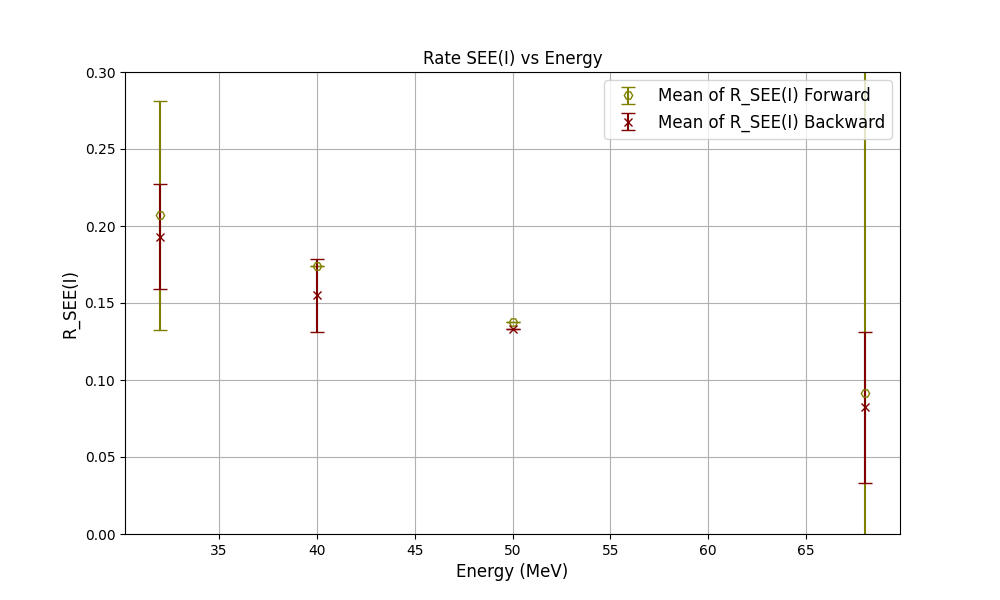 Rate SEE(I) vs Energy
Mean of R_SEE(I) Forward
Mean of R_SEE(I) Backward
R_SEE(I)
0.30
0.25
0.20
0.15
0.10
0.05
0.00
35 40 45 50 55 60 65
Energy (MeV)